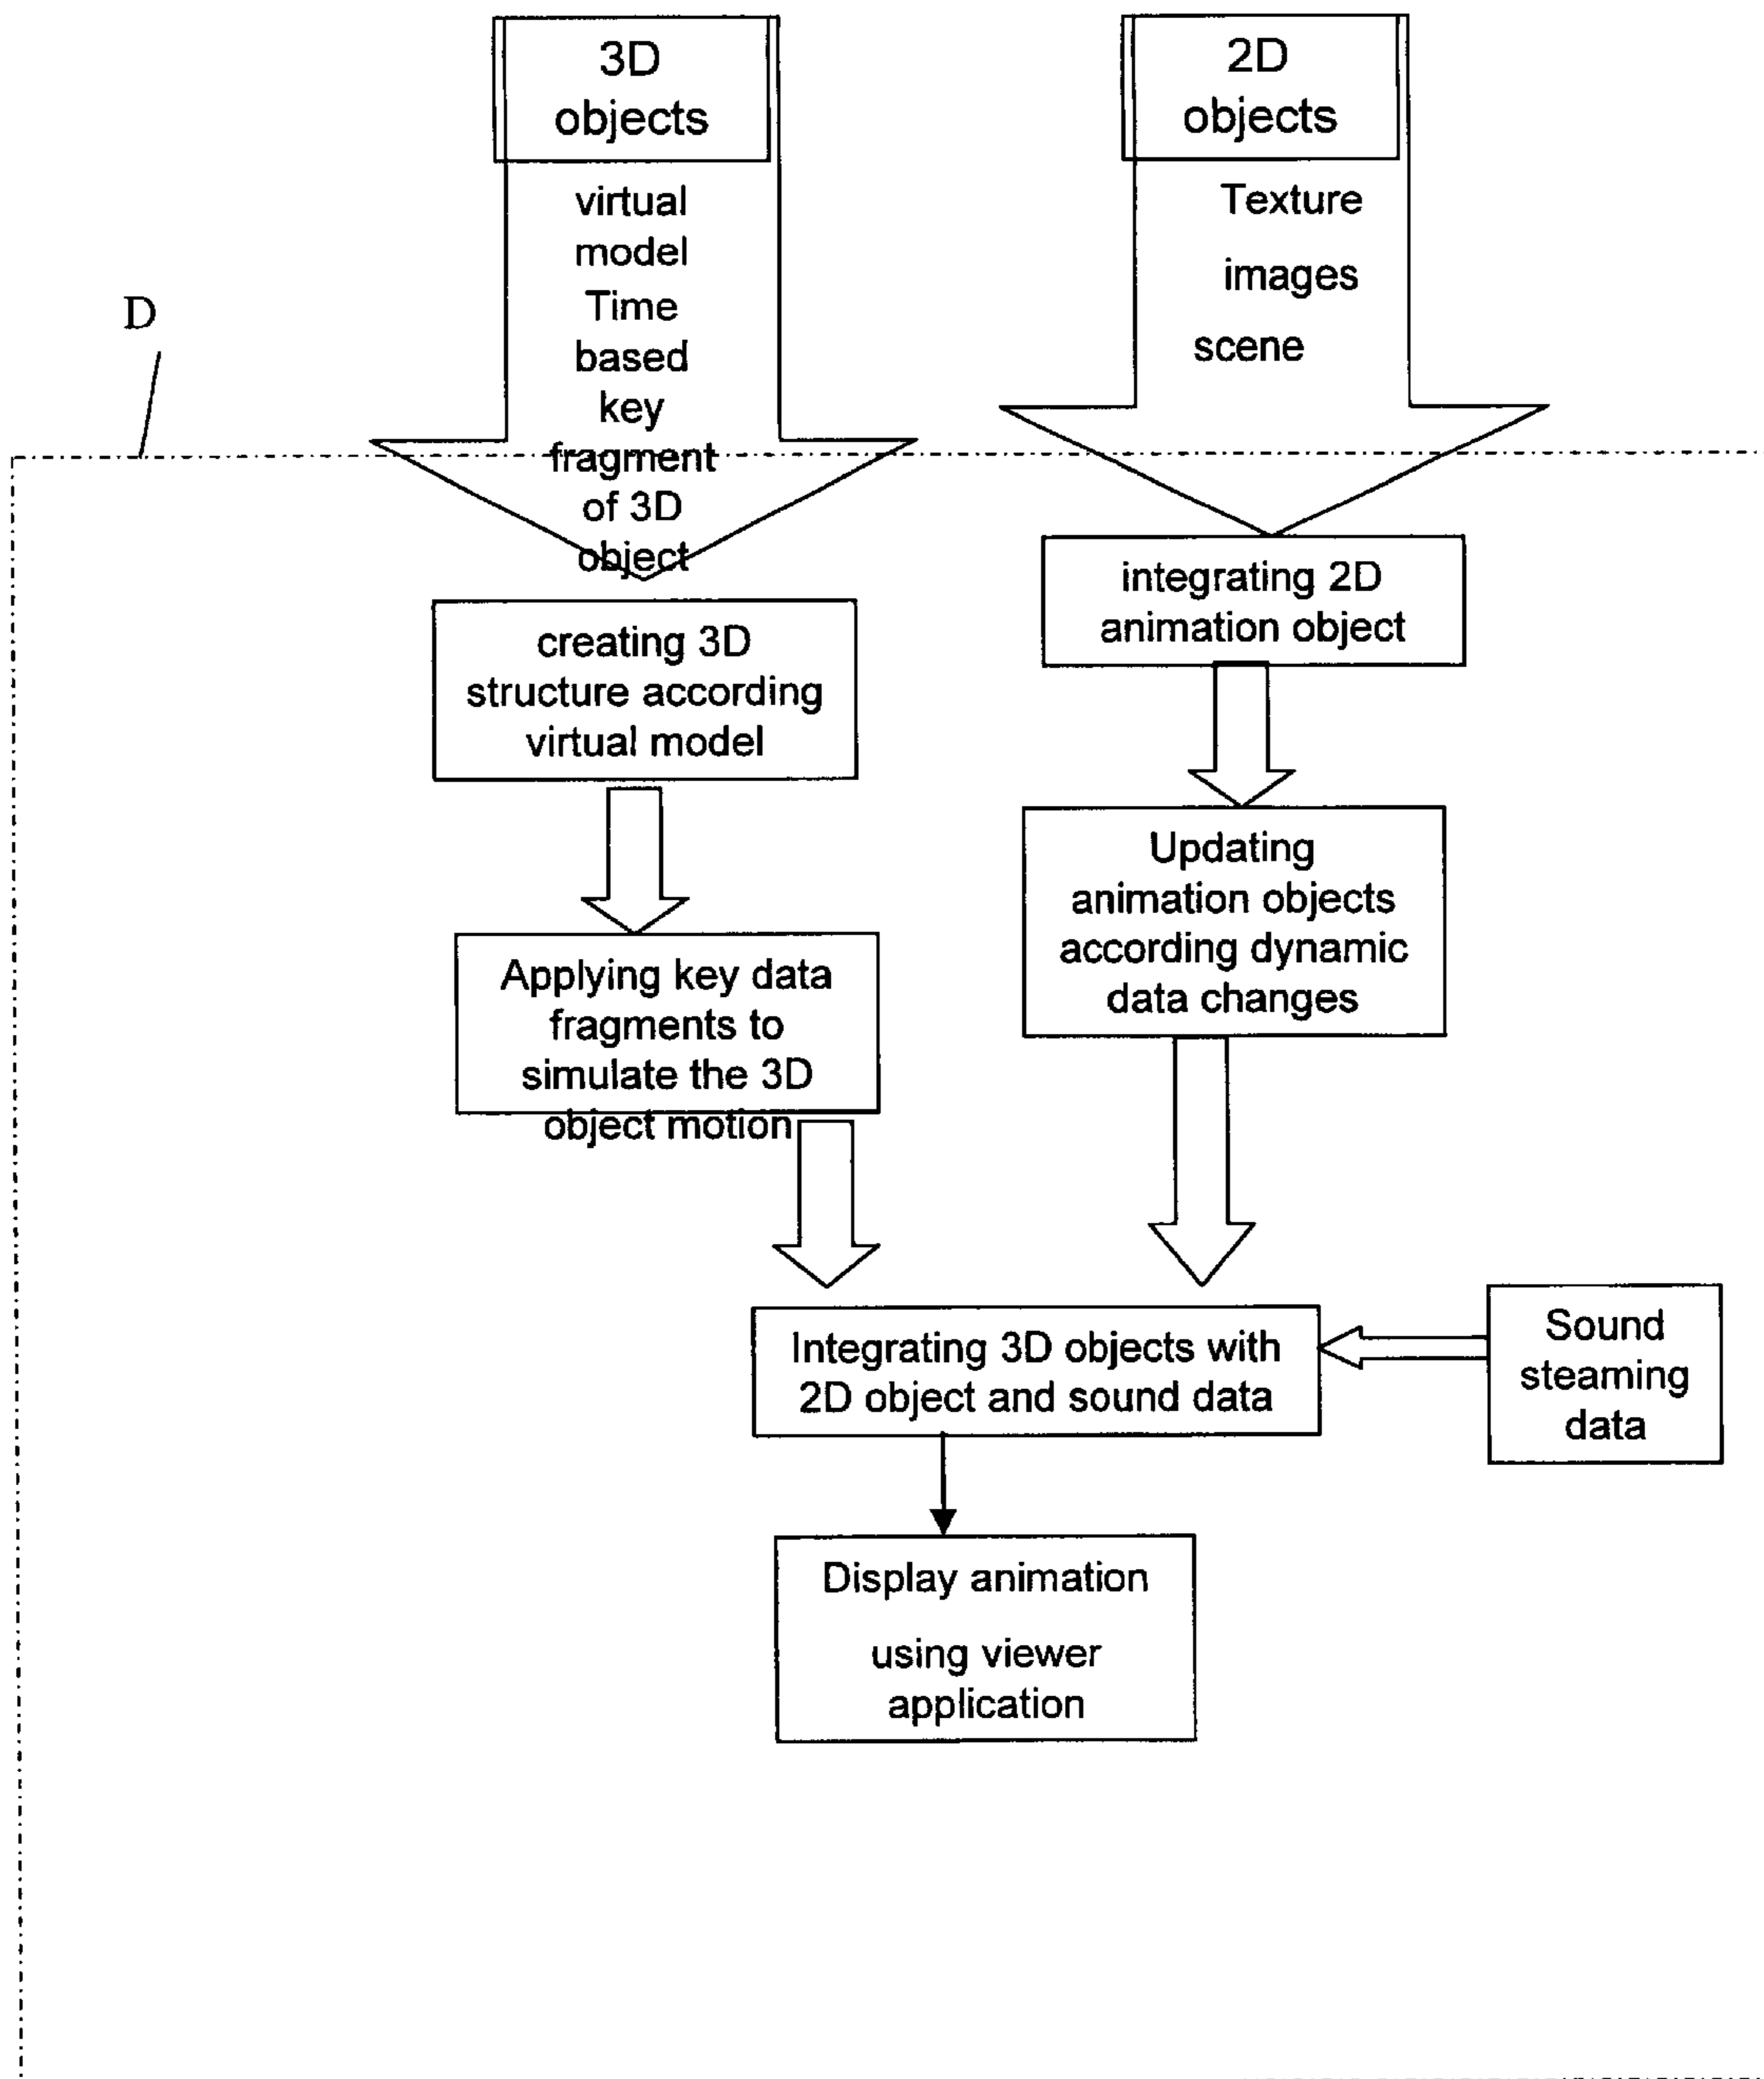 3D
objects
virtual
model
Time
based
key
fragment
of 3D
object
2D
objects
Texture
images
scene
D
creating 3D
structure according
virtual model
integrating 2D
animation object
Applying key data
fragments to
simulate the 3D
object motion
Updating
animation objects
according dynamic
data changes
Integrating 3D objects with
2D object and sound data
Sound
steaming
data
Display animation
using viewer
application